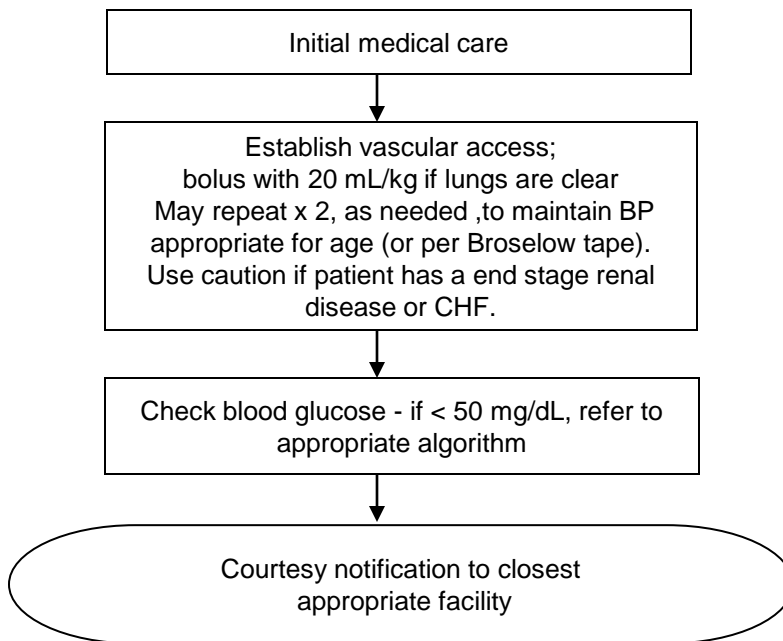 Initial medical care
Establish vascular access;
bolus with 20 mL/kg if lungs are clear
May repeat x 2, as needed ,to maintain BP
appropriate for age (or per Broselow tape).
Use caution if patient has a end stage renal
disease or CHF.
Check blood glucose - if < 50 mg/dL, refer to
appropriate algorithm
Courtesy notification to closest
appropriate facility